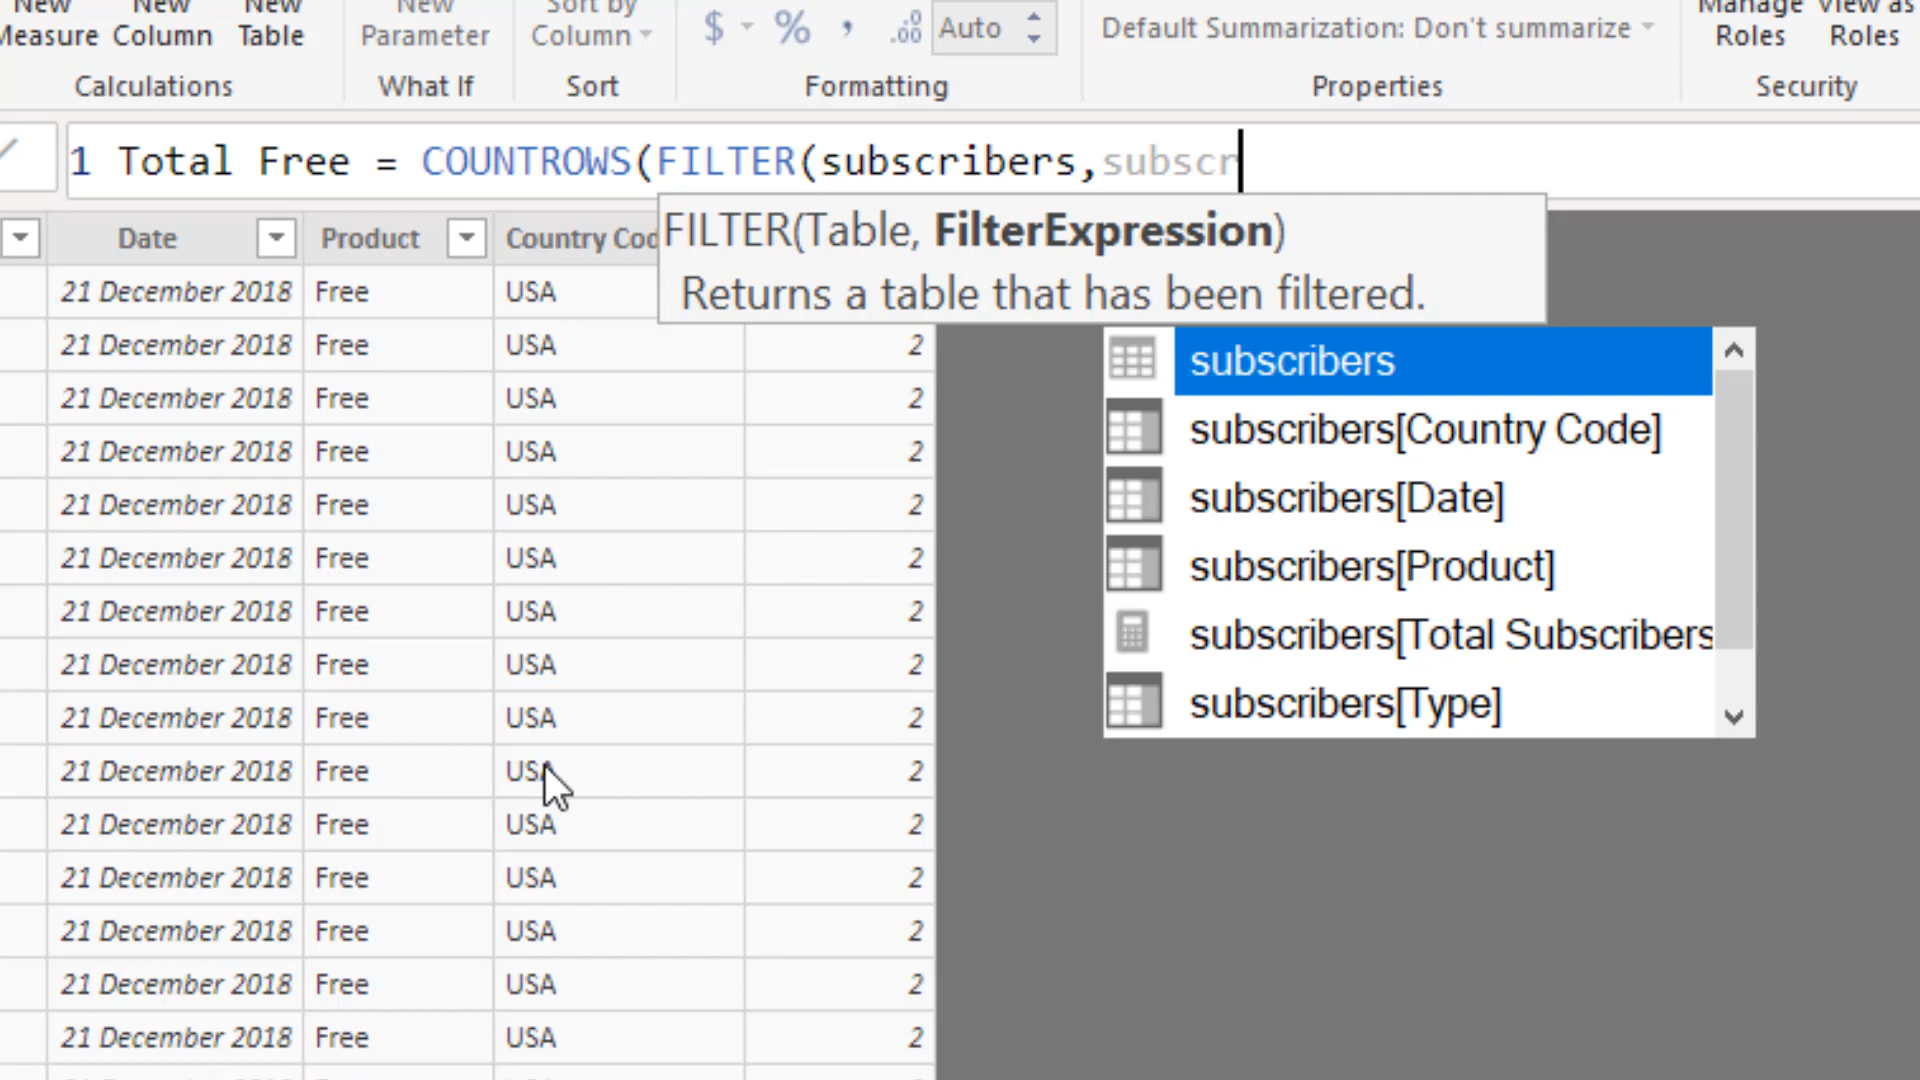 New New New New Sort by Manage View as
Measure Column Table Parameter Column $ % , .00 Auto Default Summarization: Don't summarize Roles Roles
Calculations What If Sort Formatting Properties Security
1 Total Free = COUNTROWS(FILTER(subscribers,subscr
FILTER(Table, FilterExpression)
Returns a table that has been filtered.
Date Product Country Cod
21 December 2018 Free USA
21 December 2018 Free USA 2
21 December 2018 Free USA 2
21 December 2018 Free USA 2
21 December 2018 Free USA 2
21 December 2018 Free USA 2
21 December 2018 Free USA 2
21 December 2018 Free USA 2
21 December 2018 Free USA 2
21 December 2018 Free USA 2
21 December 2018 Free USA 2
21 December 2018 Free USA 2
21 December 2018 Free USA 2
21 December 2018 Free USA 2
21 December 2018 Free USA 2
subscribers
subscribers[Country Code]
subscribers[Date]
subscribers[Product]
subscribers[Total Subscribers
subscribers[Type]